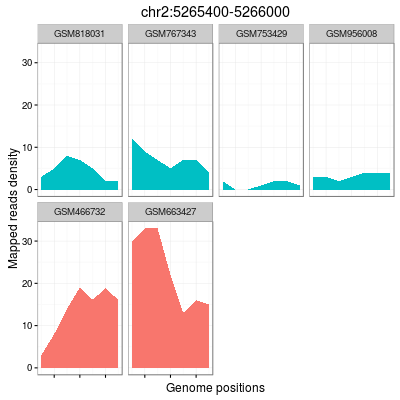 chr2:5265400-5266000
GSM818031 GSM767343 GSM753429 GSM956008
30
20
10
0
GSM466732 GSM663427
30
20
10
0
Mapped reads density
Genome positions